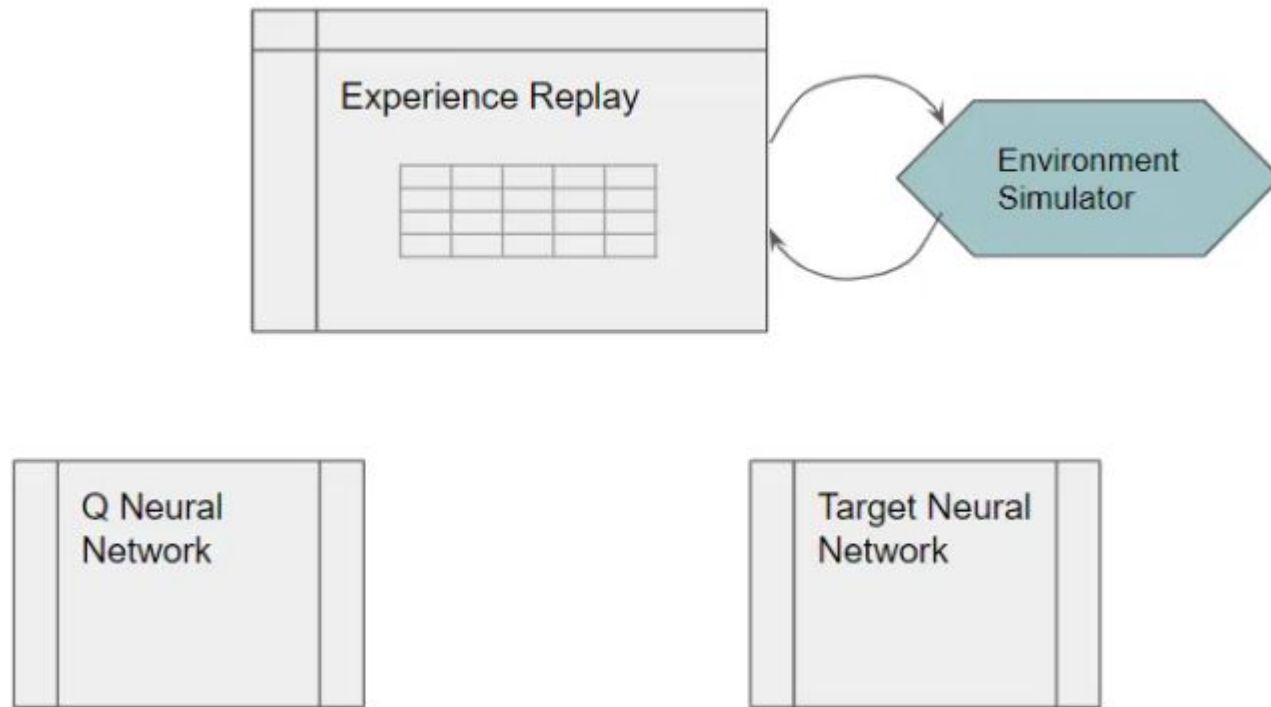 Experience Replay
Environment
Simulator
Q Neural
Network
Target Neural
Network